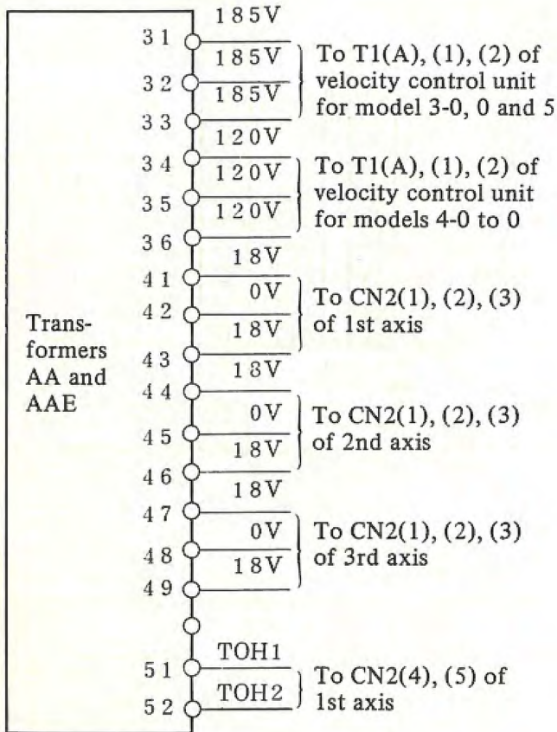 185V
31
185V
To T1(A), (1), (2) of
32
velocity control unit
185V
for model 3-0, 0 and 5
33
120V
34
120V
To T1(A), (1), (2) of
35
velocity control unit
120V
for models 4-0 to 0
36
18V
41
0V
To CN2(1), (2), (3)
42
of 1st axis
18V
43
Trans-
formers
AA and
AAE
18V
44
0V
To CN2(1), (2), (3)
45
of 2nd axis
18V
46
18V
47
0V
To CN2(1), (2), (3)
48
of 3rd axis
18V
49
51
TOH1
To CN2(4), (5) of
1st axis
52
TOH2